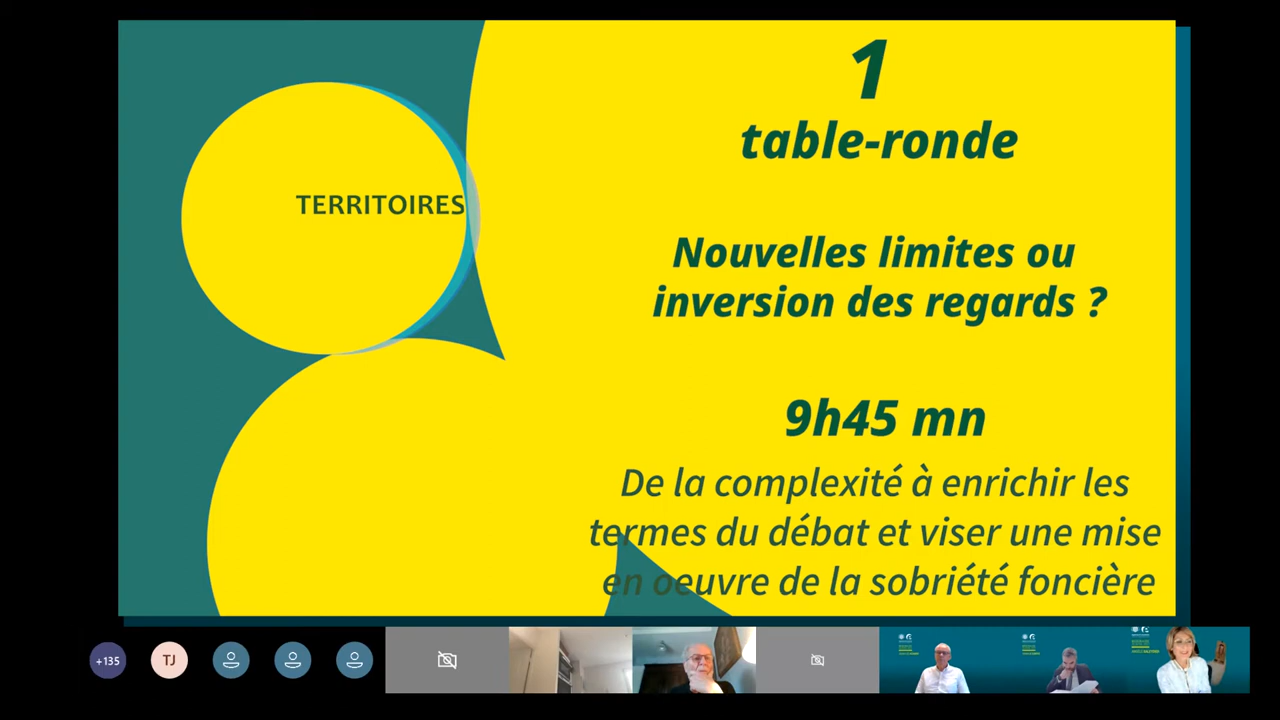 1
table-ronde
TERRITOIRES
Nouvelles limites ou
inversion des regards ?
9h45 mn
De la complexité à enrichir les
termes du débat et viser une mise
en oeuvre de la sobriété foncière
+135
TJ